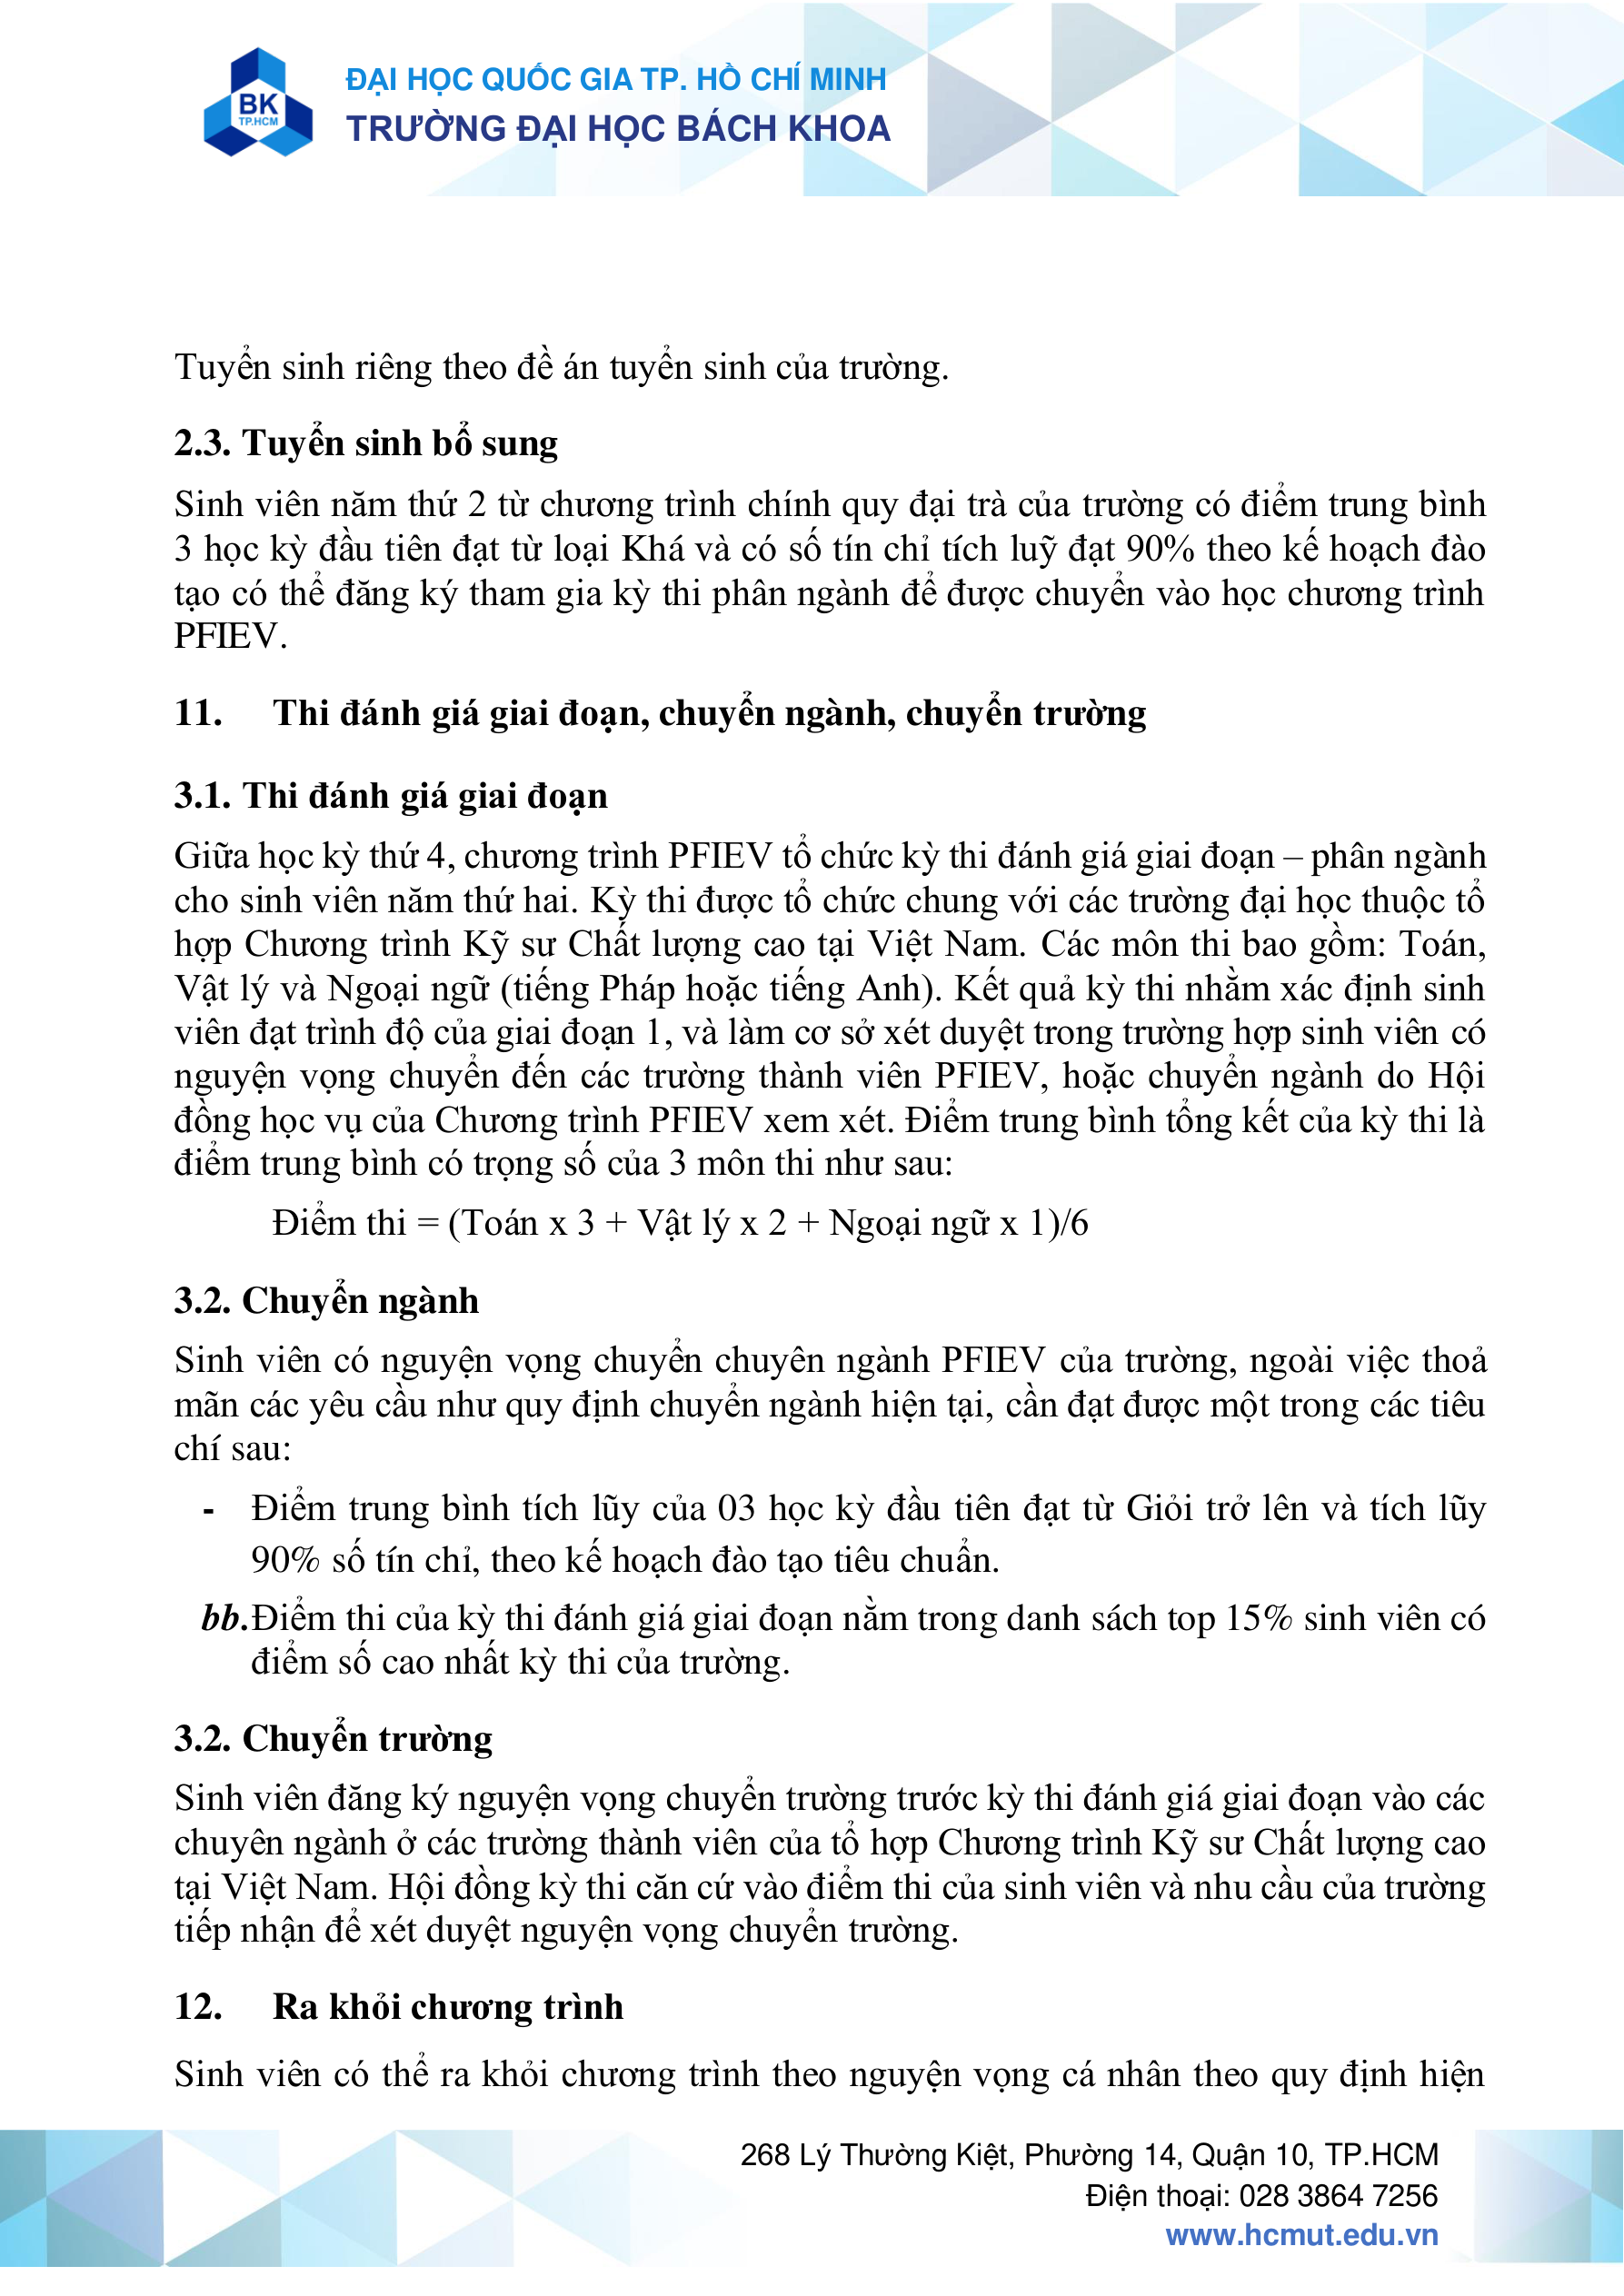 BK
TP.HCM
ĐẠI HỌC QUỐC GIA TP. HỒ CHÍ MINH
TRƯỜNG ĐẠI HỌC BÁCH KHOA
Tuyển sinh riêng theo đề án tuyển sinh của trường.
2.3. Tuyển sinh bổ sung
Sinh viên năm thứ 2 từ chương trình chính quy đại trà của trường có điểm trung bình
3 học kỳ đầu tiên đạt từ loại Khá và có số tín chỉ tích luỹ đạt 90% theo kế hoạch đào
tạo có thể đăng ký tham gia kỳ thi phân ngành để được chuyển vào học chương trình
PFIEV.
11. Thi đánh giá giai đoạn, chuyển ngành, chuyển trường
3.1. Thi đánh giá giai đoạn
Giữa học kỳ thứ 4, chương trình PFIEV tổ chức kỳ thi đánh giá giai đoạn – phân ngành
cho sinh viên năm thứ hai. Kỳ thi được tổ chức chung với các trường đại học thuộc tổ
hợp Chương trình Kỹ sư Chất lượng cao tại Việt Nam. Các môn thi bao gồm: Toán,
Vật lý và Ngoại ngữ (tiếng Pháp hoặc tiếng Anh). Kết quả kỳ thi nhằm xác định sinh
viên đạt trình độ của giai đoạn 1, và làm cơ sở xét duyệt trong trường hợp sinh viên có
nguyện vọng chuyển đến các trường thành viên PFIEV, hoặc chuyển ngành do Hội
đồng học vụ của Chương trình PFIEV xem xét. Điểm trung bình tổng kết của kỳ thi là
điểm trung bình có trọng số của 3 môn thi như sau:
Điểm thi = (Toán x 3 + Vật lý x 2 + Ngoại ngữ x 1)/6
3.2. Chuyển ngành
Sinh viên có nguyện vọng chuyển chuyên ngành PFIEV của trường, ngoài việc thoả
mãn các yêu cầu như quy định chuyển ngành hiện tại, cần đạt được một trong các tiêu
chí sau:
- Điểm trung bình tích lũy của 03 học kỳ đầu tiên đạt từ Giỏi trở lên và tích lũy
90% số tín chỉ, theo kế hoạch đào tạo tiêu chuẩn.
bb. Điểm thi của kỳ thi đánh giá giai đoạn nằm trong danh sách top 15% sinh viên có
điểm số cao nhất kỳ thi của trường.
3.2. Chuyển trường
Sinh viên đăng ký nguyện vọng chuyển trường trước kỳ thi đánh giá giai đoạn vào các
chuyên ngành ở các trường thành viên của tổ hợp Chương trình Kỹ sư Chất lượng cao
tại Việt Nam. Hội đồng kỳ thi căn cứ vào điểm thi của sinh viên và nhu cầu của trường
tiếp nhận để xét duyệt nguyện vọng chuyển trường.
12. Ra khỏi chương trình
Sinh viên có thể ra khỏi chương trình theo nguyện vọng cá nhân theo quy định hiện
268 Lý Thường Kiệt, Phường 14, Quận 10, TP.HCM
Điện thoại: 028 3864 7256
www.hcmut.edu.vn